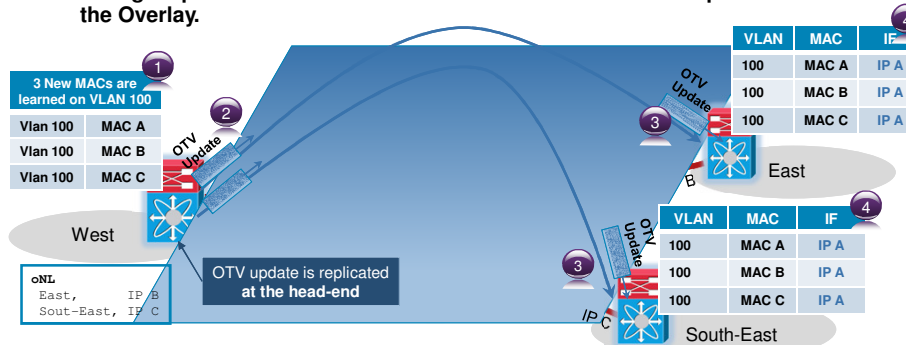 the Overlay.
1
3 New MACs are
learned on VLAN 100
Vlan 100 MAC A
Vlan 100 MAC B
Vlan 100 MAC C
2
OTV
Update
West
oNL
East, IP B
Sout-East, IP C
OTV update is replicated
at the head-end
OTV
Update
3
B
East
VLAN MAC IF
100 MAC A IP A
100 MAC B IP A
100 MAC C IP A
OTV
Update
3
IP C
South-East
4
VLAN MAC IF
100 MAC A IP A
100 MAC B IP A
100 MAC C IP A